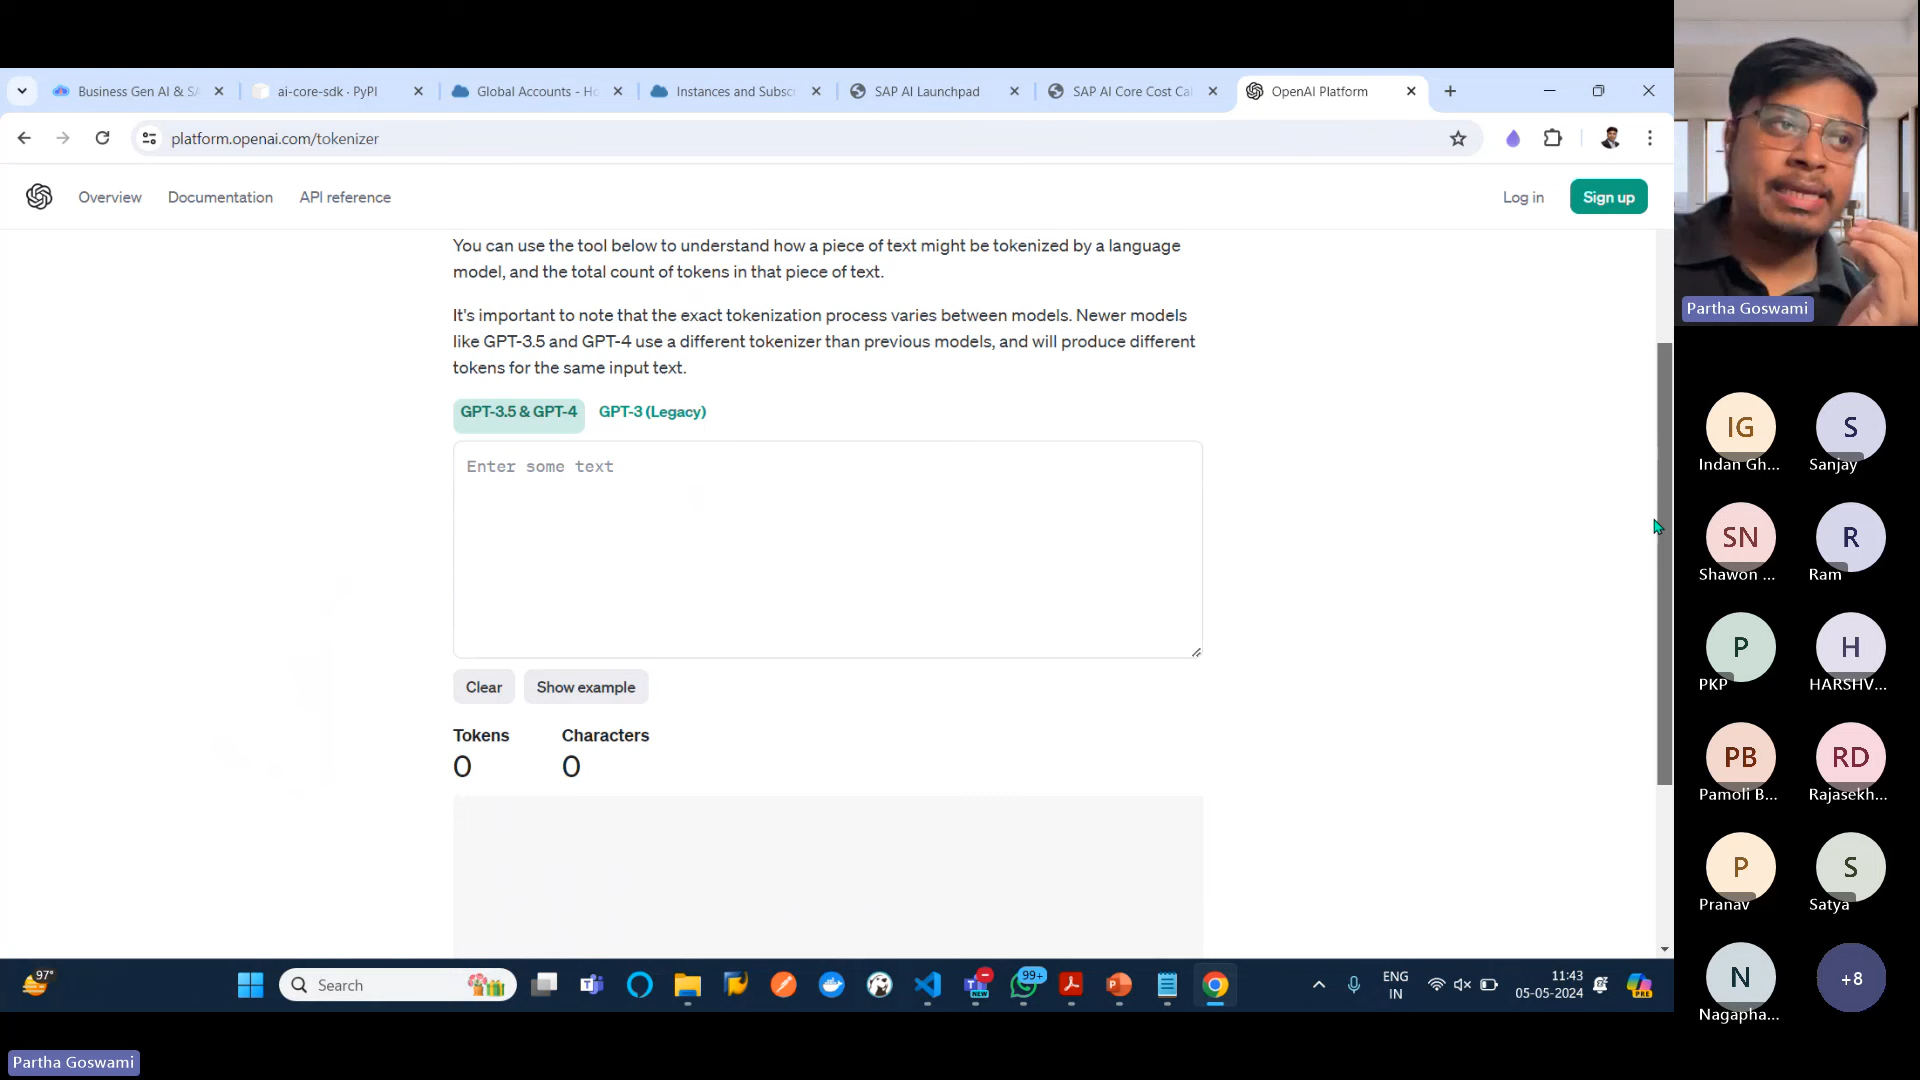 Business Gen AI & SA
ai-core-sdk · PyPI
Global Accounts - Ho
Instances and Subsc
SAP AI Launchpad
SAP AI Core Cost Cal
OpenAI Platform
platform.openai.com/tokenizer
Overview
Documentation
API reference
Log in
Sign up
You can use the tool below to understand how a piece of text might be tokenized by a language
model, and the total count of tokens in that piece of text.
It's important to note that the exact tokenization process varies between models. Newer models
like GPT-3.5 and GPT-4 use a different tokenizer than previous models, and will produce different
tokens for the same input text.
GPT-3.5 & GPT-4
GPT-3 (Legacy)
Enter some text
Clear
Show example
Tokens
Characters
0
0
Partha Goswami
IG
Indan Gh...
S
Sanjay
SN
Shawon ...
R
Ram
P
PKP
H
HARSHV...
PB
Pamoli B...
RD
Rajasekh...
P
Pranav
S
Satya
N
Nagapha...
+8
97°
Search
NEW
99+
ENG
IN
11:43
05-05-2024
PRE
Partha Goswami